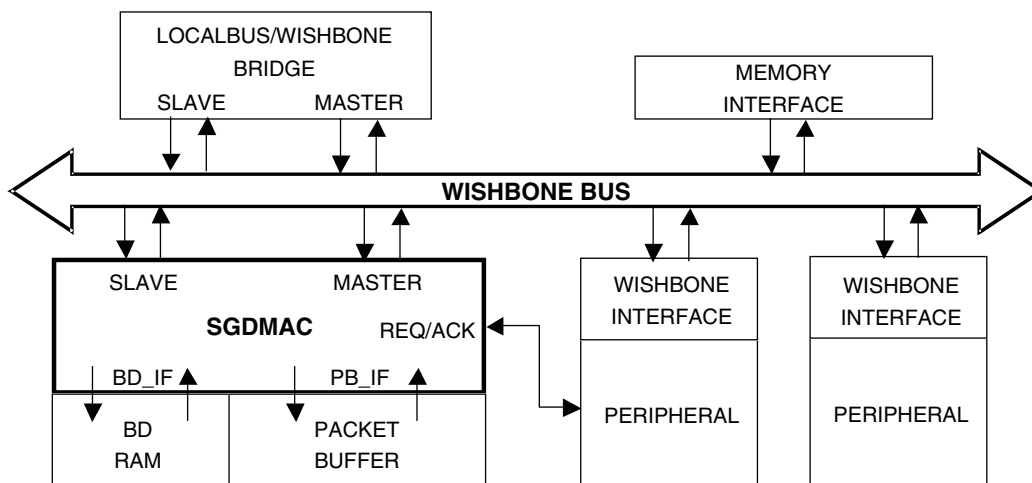 LOCALBUS/WISHBONE
BRIDGE
SLAVE MASTER
MEMORY
INTERFACE
WISHBONE BUS
SLAVE MASTER
SGDMAC
REQ/ACK
BD_IF PB_IF
BD
RAM
PACKET
BUFFER
WISHBONE
INTERFACE
PERIPHERAL
WISHBONE
INTERFACE
PERIPHERAL